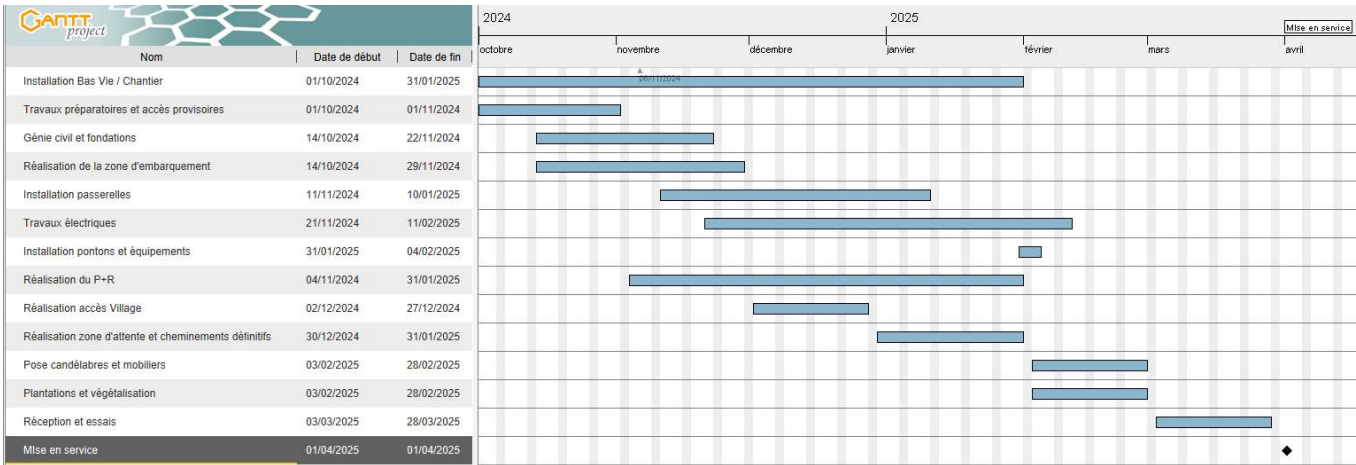 GANTT
project
2024 2025
MIse en service
Nom Date de début Date de fin
octobre novembre décembre janvier février mars avril
Installation Bas Vie / Chantier 01/10/2024 31/01/2025
06/11/2024
Travaux préparatoires et accès provisoires 01/10/2024 01/11/2024
Génie civil et fondations 14/10/2024 22/11/2024
Réalisation de la zone d'embarquement 14/10/2024 29/11/2024
Installation passerelles 11/11/2024 10/01/2025
Travaux électriques 21/11/2024 11/02/2025
Installation pontons et équipements 31/01/2025 04/02/2025
Réalisation du P+R 04/11/2024 31/01/2025
Réalisation accès Village 02/12/2024 27/12/2024
Réalisation zone d'attente et cheminements définitifs 30/12/2024 31/01/2025
Pose candélabres et mobiliers 03/02/2025 28/02/2025
Plantations et végétalisation 03/02/2025 28/02/2025
Réception et essais 03/03/2025 28/03/2025
MIse en service 01/04/2025 01/04/2025